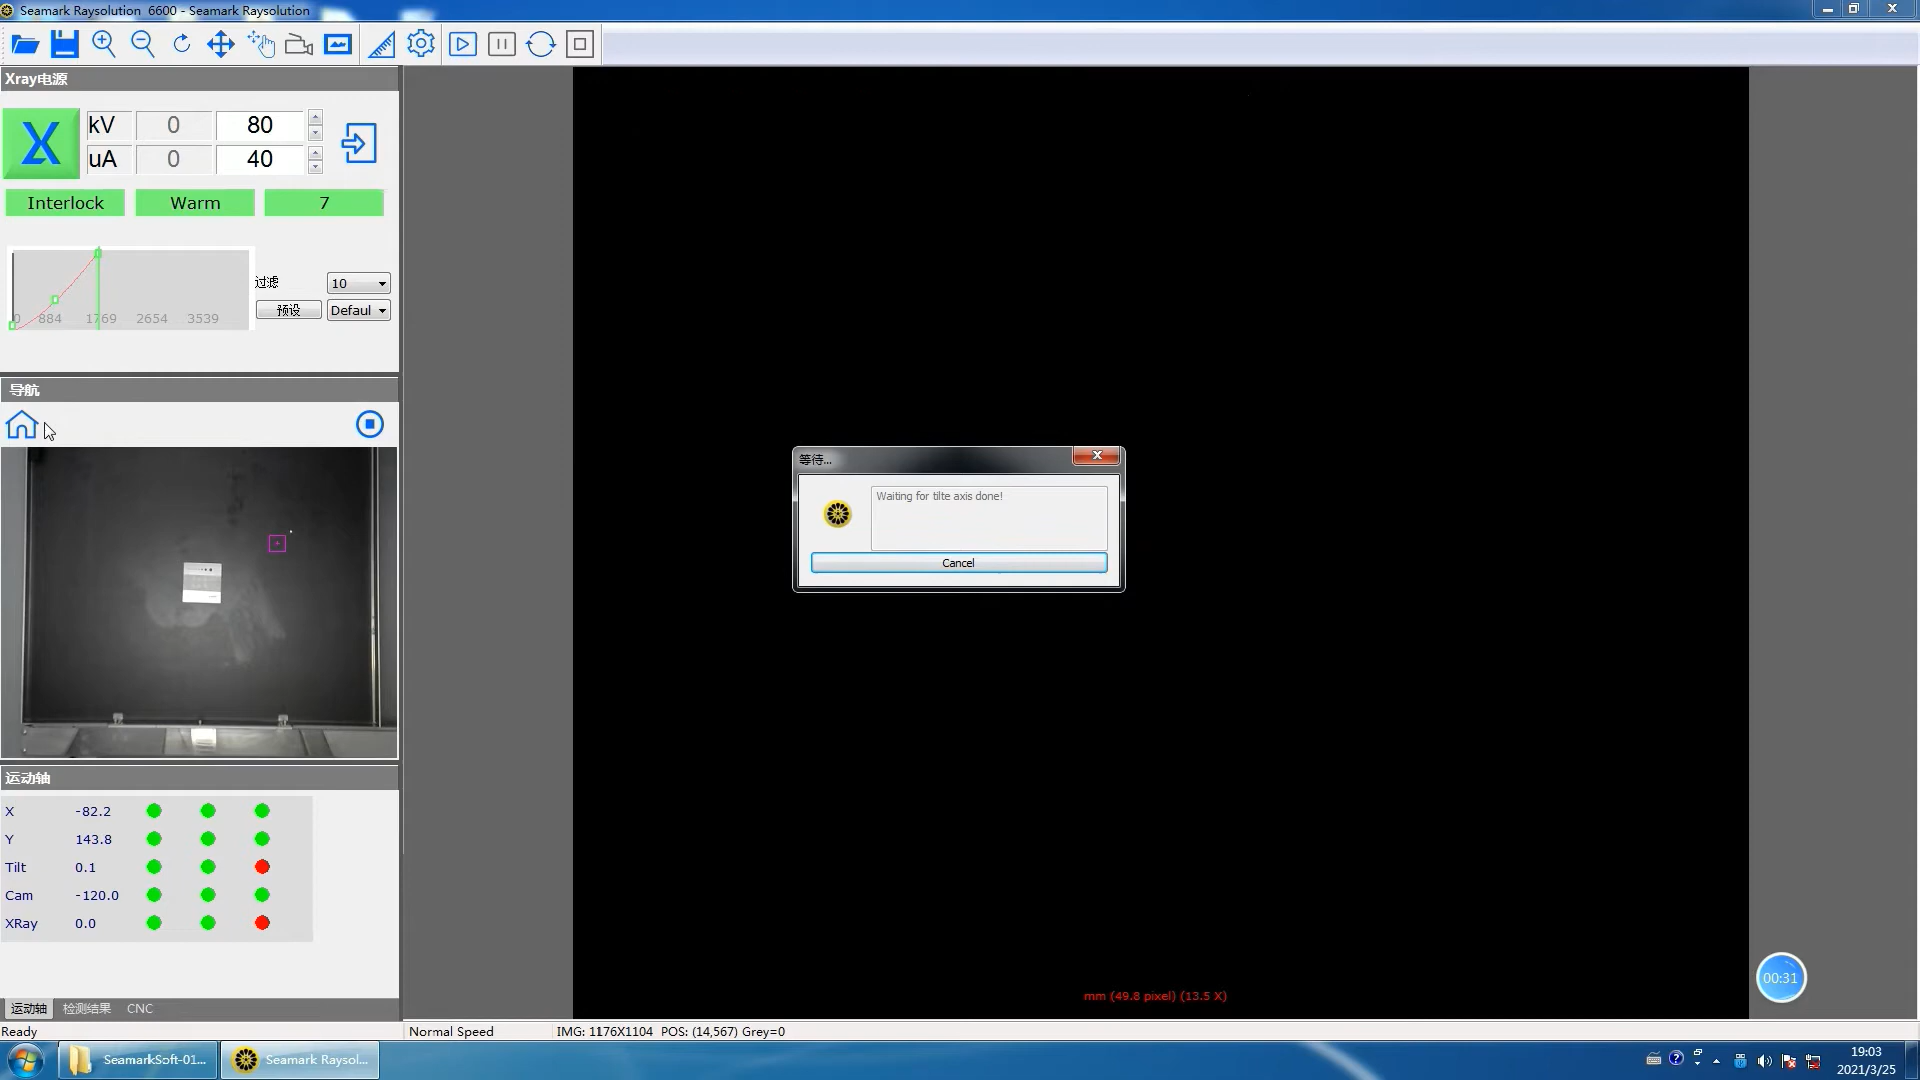 Seamark Raysolution  6600 - Seamark Raysolution
Xray电源
kV 0 80
uA 0 40
Interlock Warm 7
过滤 10
预设 Defaul
0 884 1769 2654 3539
导航
等待...
Waiting for tilte axis done!
Cancel
运动轴
X -82.2
Y 143.8
Tilt 0.1
Cam -120.0
XRay 0.0
mm (49.8 pixel) (13.5 X)
00:31
运动轴 检测结果 CNC
Ready Normal Speed IMG: 1176X1104 POS: (14,567) Grey=0
SeamarkSoft-01... Seamark Raysol...
19:03
2021/3/25